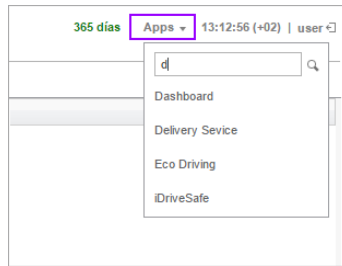 365 días Apps 13:12:56 (+02) | user
d
Dashboard
Delivery Sevice
Eco Driving
iDriveSafe